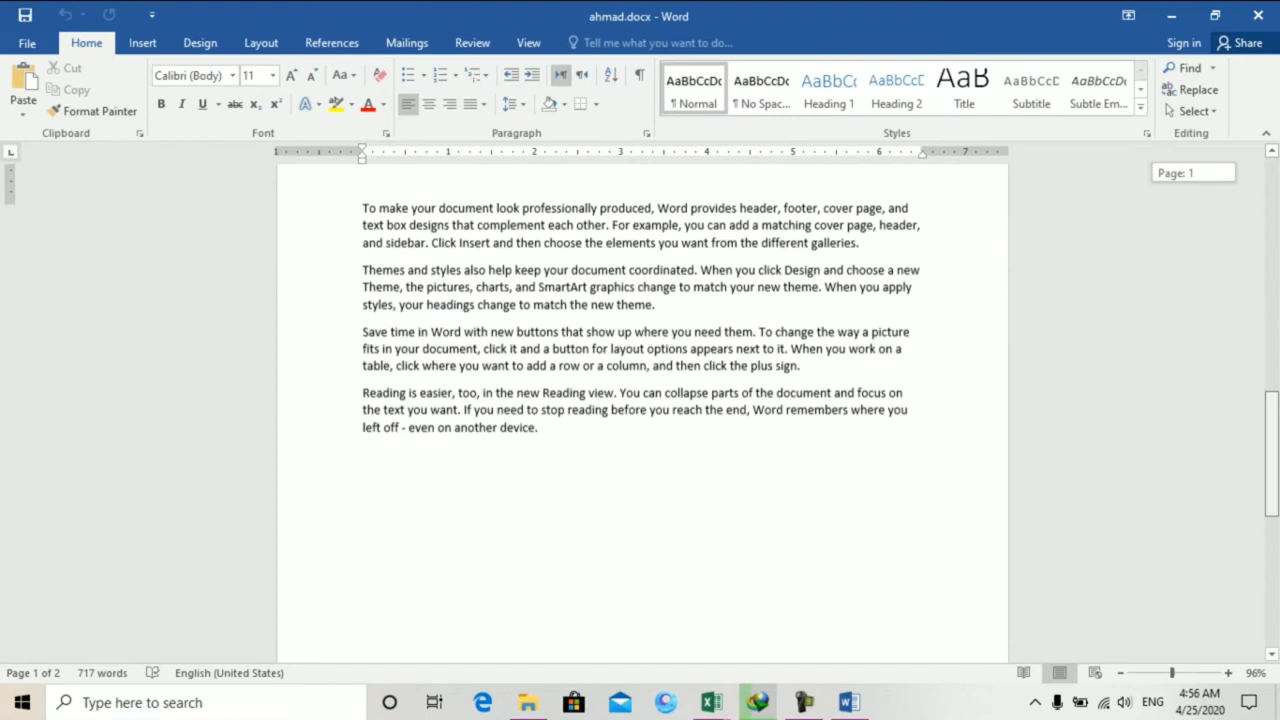 ahmad.docx - Word
File Home Insert Design Layout References Mailings Review View Tell me what you want to do... Sign in Share
Paste
Cut
Copy
Format Painter
Clipboard
Calibri (Body) 11 Aa
B I U abc X₂ X² A A
Font
Paragraph
AaBbCcDc AaBbCcDc AaBbCc AaBbCcD AaB AaBbCcD AaBbCcDc
¶ Normal ¶ No Spac... Heading 1 Heading 2 Title Subtitle Subtle Em...
Styles
Find
Replace
Select
Editing
1 1 2 3 4 5 6 7
Page: 1
To make your document look professionally produced, Word provides header, footer, cover page, and
text box designs that complement each other. For example, you can add a matching cover page, header,
and sidebar. Click Insert and then choose the elements you want from the different galleries.
Themes and styles also help keep your document coordinated. When you click Design and choose a new
Theme, the pictures, charts, and SmartArt graphics change to match your new theme. When you apply
styles, your headings change to match the new theme.
Save time in Word with new buttons that show up where you need them. To change the way a picture
fits in your document, click it and a button for layout options appears next to it. When you work on a
table, click where you want to add a row or a column, and then click the plus sign.
Reading is easier, too, in the new Reading view. You can collapse parts of the document and focus on
the text you want. If you need to stop reading before you reach the end, Word remembers where you
left off - even on another device.
Page 1 of 2 717 words English (United States) 96%
Type here to search
ENG
4:56 AM
4/25/2020